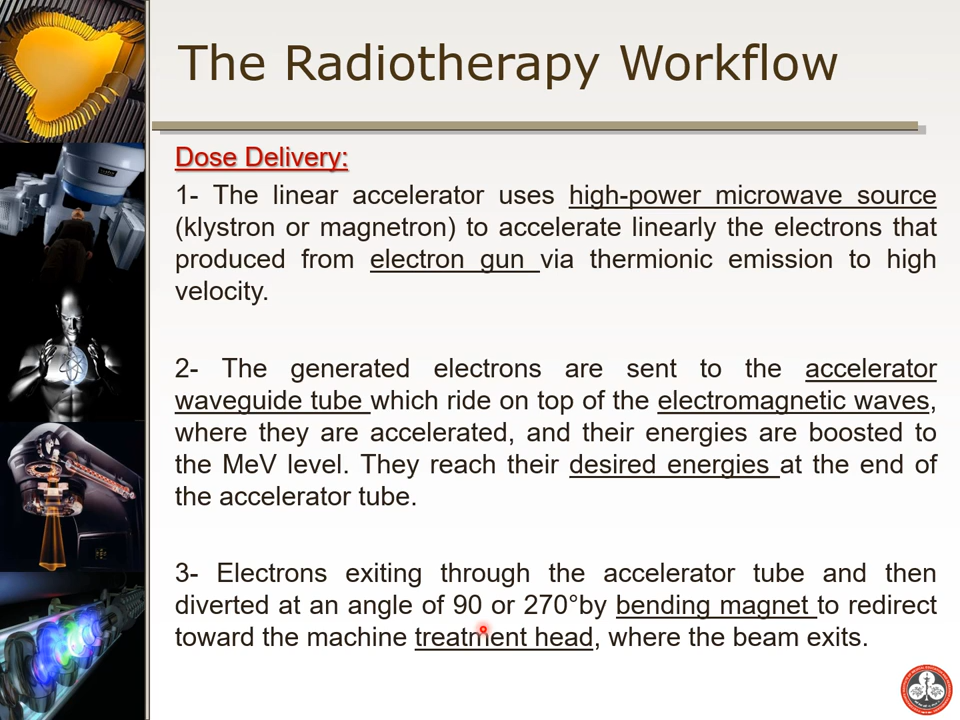 The Radiotherapy Workflow
Dose Delivery:
1- The linear accelerator uses high-power microwave source
(klystron or magnetron) to accelerate linearly the electrons that
produced from electron gun via thermionic emission to high
velocity.
2- The generated electrons are sent to the accelerator
waveguide tube which ride on top of the electromagnetic waves,
where they are accelerated, and their energies are boosted to
the MeV level. They reach their desired energies at the end of
the accelerator tube.
3- Electrons exiting through the accelerator tube and then
diverted at an angle of 90 or 270°by bending magnet to redirect
toward the machine treatment head, where the beam exits.